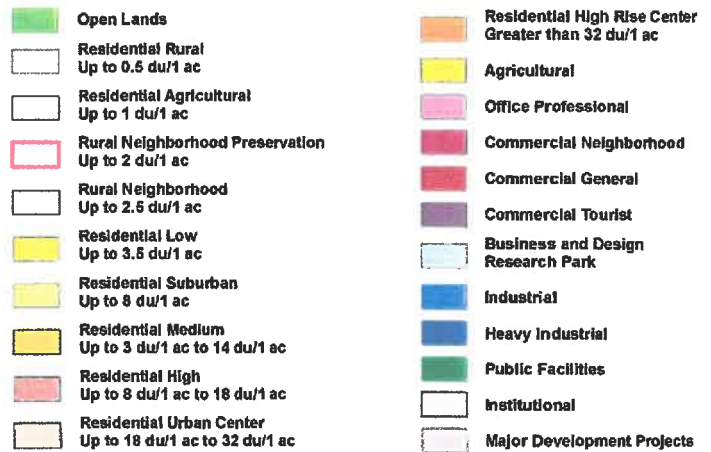 Open Lands
Residential Rural
Up to 0.5 du/1 ac
Residential Agricultural
Up to 1 du/1 ac
Rural Neighborhood Preservation
Up to 2 du/1 ac
Rural Neighborhood
Up to 2.5 du/1 ac
Residential Low
Up to 3.5 du/1 ac
Residential Suburban
Up to 8 du/1 ac
Residential Medium
Up to 3 du/1 ac to 14 du/1 ac
Residential High
Up to 8 du/1 ac to 18 du/1 ac
Residential Urban Center
Up to 18 du/1 ac to 32 du/1 ac
Residential High Rise Center
Greater than 32 du/1 ac
Agricultural
Office Professional
Commercial Neighborhood
Commercial General
Commercial Tourist
Business and Design
Research Park
Industrial
Heavy Industrial
Public Facilities
Institutional
Major Development Projects